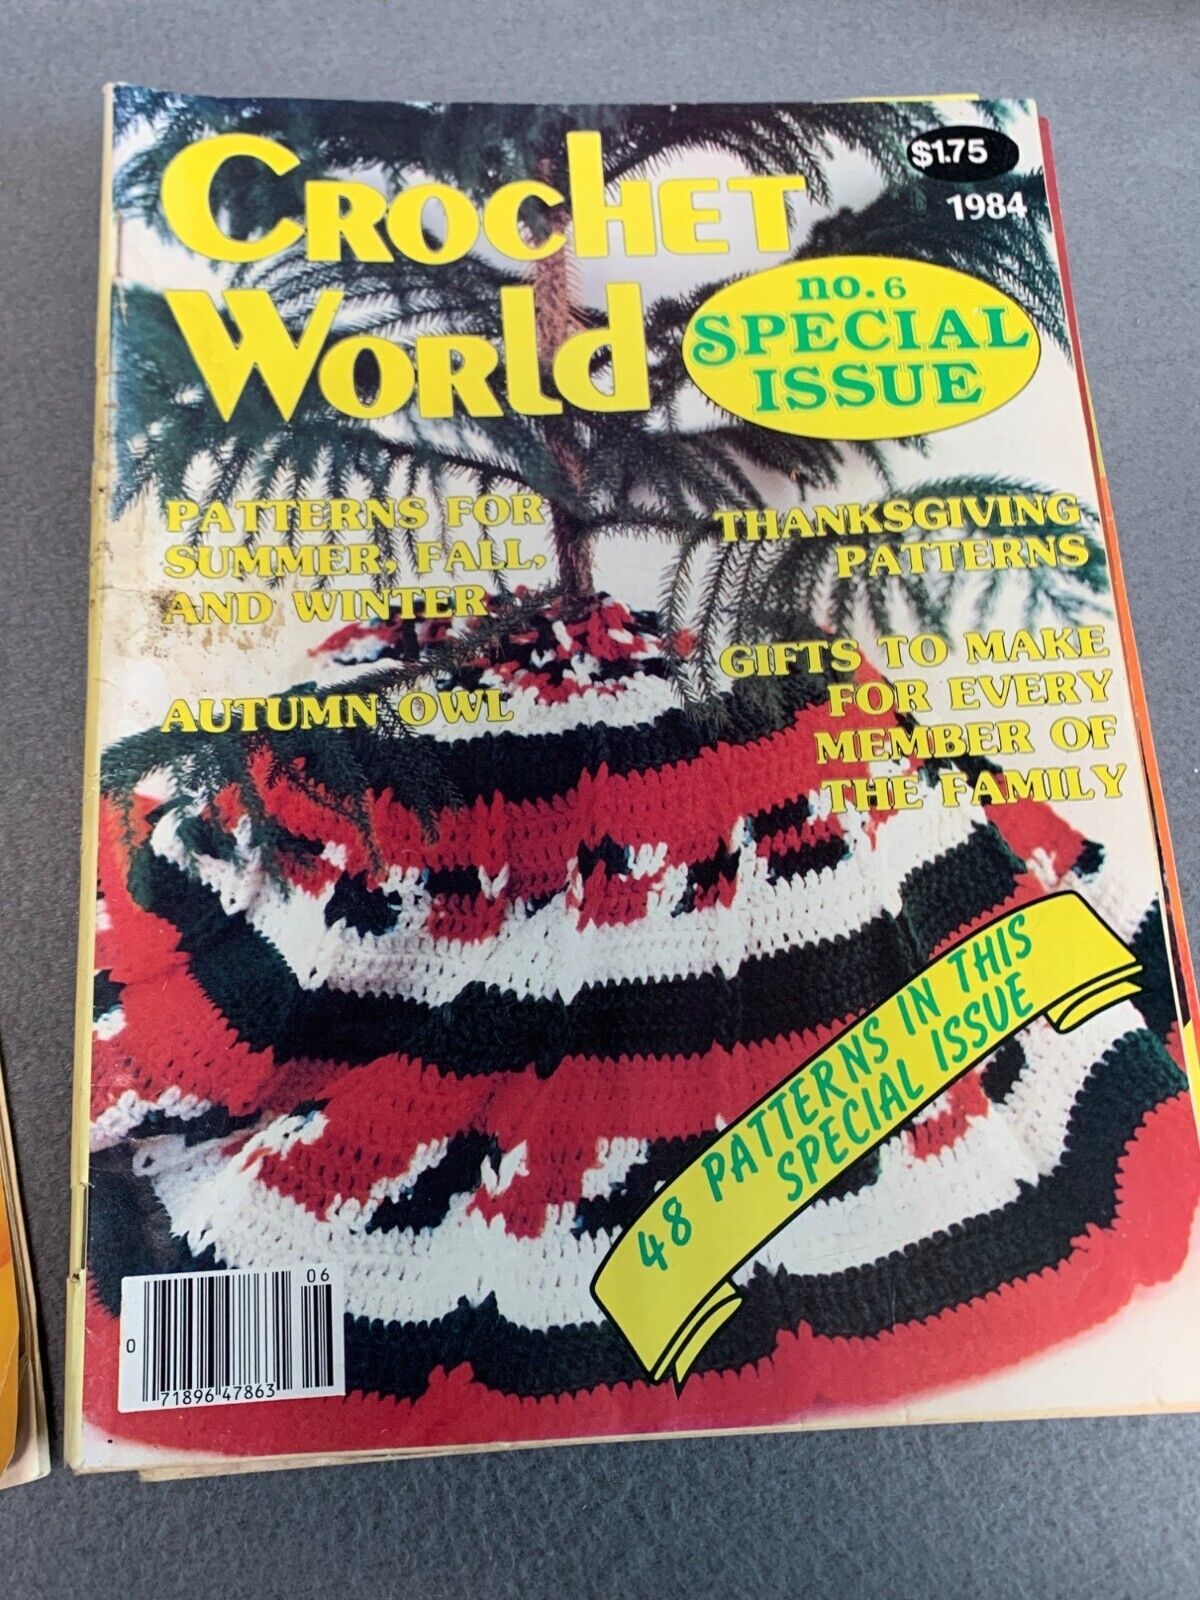 CROCHET
WORLD
$1.75
1984
no. 6
SPECIAL
ISSUE
PATTERNS FOR
SUMMER, FALL,
AND WINTER
AUTUMN OWL
THANKSGIVING
PATTERNS
GIFTS TO MAKE
FOR EVERY
MEMBER OF
THE FAMILY
48 PATTERNS IN THIS
SPECIAL ISSUE
06
0
71896 47863